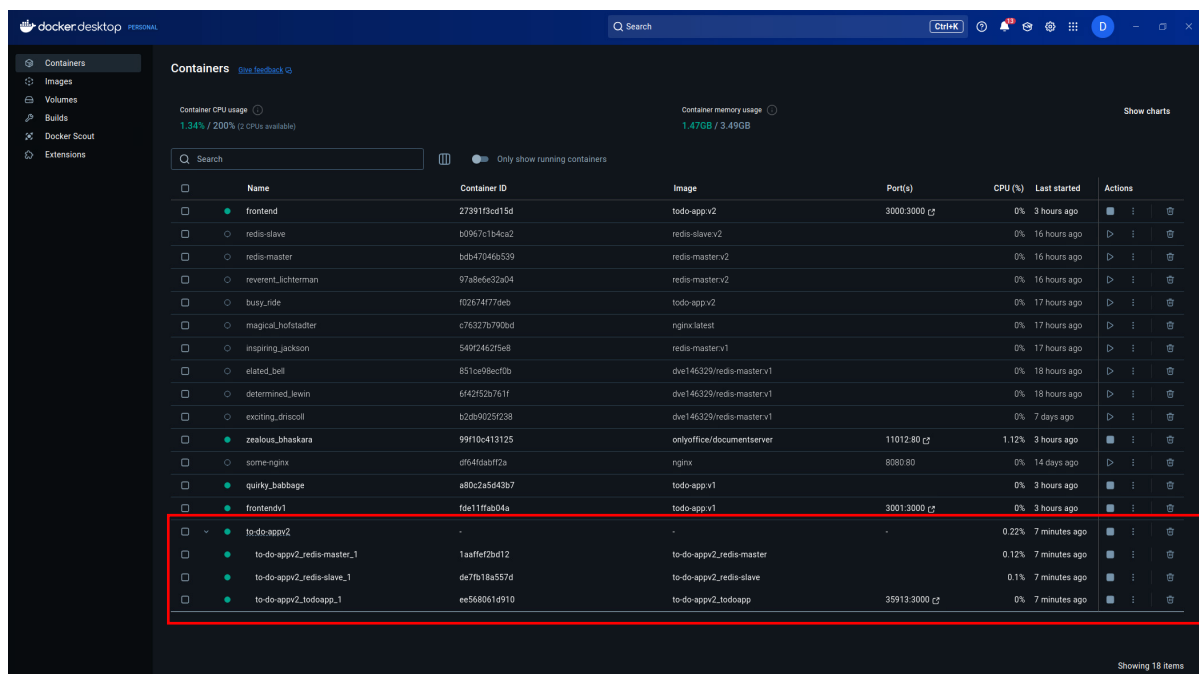 docker.desktop PERSONAL
Search
Ctrl+K
13
D
Containers
Images
Volumes
Builds
Docker Scout
Extensions
Containers Give feedback
Container CPU usage
1.34% / 200% (2 CPUs available)
Container memory usage
1.47GB / 3.49GB
Show charts
Search
Only show running containers
Name Container ID Image Port(s) CPU (%) Last started Actions
frontend 27391f3cd15d todo-app:v2 3000:3000 0% 3 hours ago
redis-slave b0967c1b4ca2 redis-slave:v2 0% 16 hours ago
redis-master bdb47046b539 redis-master:v2 0% 16 hours ago
reverent_lichterman 97a8e6e32a04 redis-master:v2 0% 16 hours ago
busy_ride f02674f77deb todo-app:v2 0% 17 hours ago
magical_hofstadter c76327b790bd nginx:latest 0% 17 hours ago
inspiring_jackson 549f2462f5e8 redis-master:v1 0% 17 hours ago
elated_bell 851ce98ecf0b dve146329/redis-master:v1 0% 18 hours ago
determined_lewin 6f42f52b761f dve146329/redis-master:v1 0% 18 hours ago
exciting_driscoll b2db9025f238 dve146329/redis-master:v1 0% 7 days ago
zealous_bhaskara 99f10c413125 onlyoffice/documentserver 11012:80 1.12% 3 hours ago
some-nginx df64fdabff2a nginx 8080:80 0% 14 days ago
quirky_babbage a80c2a5d43b7 todo-app:v1 0% 3 hours ago
frontendv1 fde11ffab04a todo-app:v1 3001:3000 0% 3 hours ago
to-do-appv2 - - - 0.22% 7 minutes ago
to-do-appv2_redis-master_1 1aaffef2bd12 to-do-appv2_redis-master 0.12% 7 minutes ago
to-do-appv2_redis-slave_1 de7fb18a557d to-do-appv2_redis-slave 0.1% 7 minutes ago
to-do-appv2_todoapp_1 ee568061d910 to-do-appv2_todoapp 35913:3000 0% 7 minutes ago
Showing 18 items